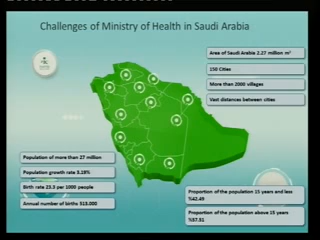 Challenges of Ministry of Health in Saudi Arabia
Area of Saudi Arabia 2.27 million m²
150 Cities
More than 2000 villages
Vast distances between cities
Population of more than 27 million
Population growth rate 3.19%
Birth rate 23.3 per 1000 people
Annual number of births 513.000
Proportion of the population 15 years and less
%42.49
Proportion of the population above 15 years
%57.51